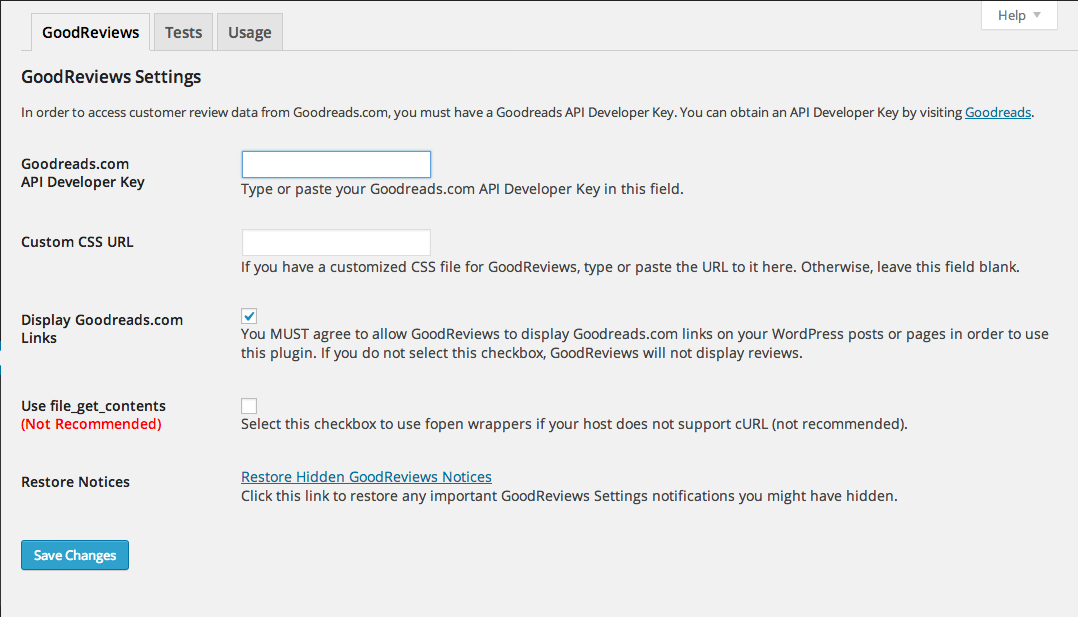 Help
GoodReviews Tests Usage
GoodReviews Settings
In order to access customer review data from Goodreads.com, you must have a Goodreads API Developer Key. You can obtain an API Developer Key by visiting Goodreads.
Goodreads.com
API Developer Key
Type or paste your Goodreads.com API Developer Key in this field.
Custom CSS URL
If you have a customized CSS file for GoodReviews, type or paste the URL to it here. Otherwise, leave this field blank.
Display Goodreads.com
Links
You MUST agree to allow GoodReviews to display Goodreads.com links on your WordPress posts or pages in order to use
this plugin. If you do not select this checkbox, GoodReviews will not display reviews.
Use file_get_contents
(Not Recommended)
Select this checkbox to use fopen wrappers if your host does not support cURL (not recommended).
Restore Notices
Restore Hidden GoodReviews Notices
Click this link to restore any important GoodReviews Settings notifications you might have hidden.
Save Changes